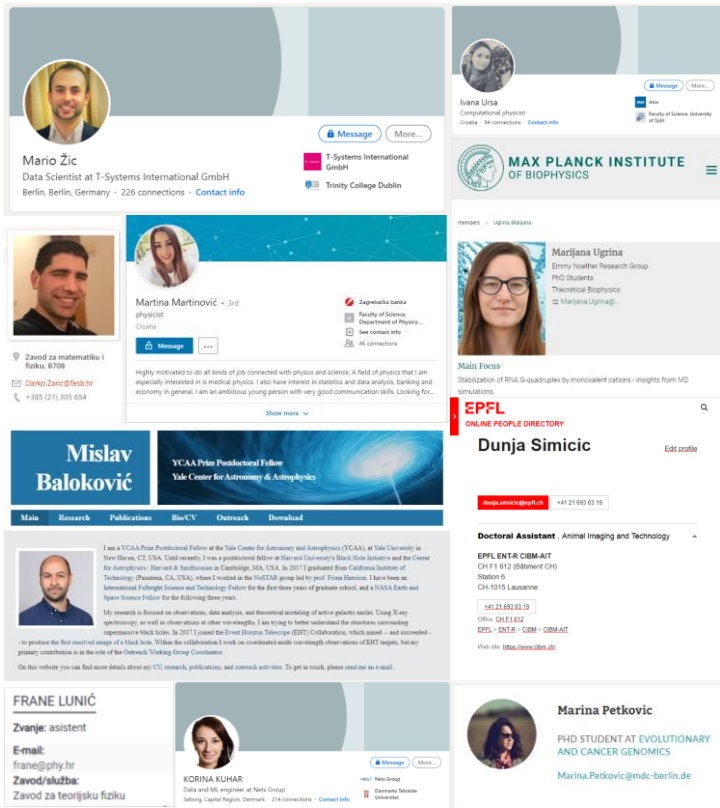 Mario Žic
Data Scientist at T-Systems International GmbH
Berlin, Berlin, Germany · 226 connections · Contact info
Message
More...
T-Systems International
GmbH
Trinity College Dublin
Ivana Ursa
Computational physicist
Croatia · 34 connections · Contact info
Message
More...
Atos
Faculty of Science, University
of Split
MAX PLANCK INSTITUTE
OF BIOPHYSICS
members > Ugrina, Marijana
Marijana Ugrina
Emmy Noether Research Group
PhD Students
Theoretical Biophysics
Marijana.Ugrina@...
Main Focus
Stabilization of RNA G-quadruplex by monovalent cations - insights from MD
simulations.
Zavod za matematiku i
fiziku, B708
Darko.Zaric@fesb.hr
+385 (21) 305 654
Martina Martinović • 3rd
physicist
Croatia
Message
...
Zagrebačka banka
Faculty of Science,
Department of Physics...
See contact info
46 connections
Highly motivated to do all kinds of job connected with physics and science. A field of physics that I am
especially interested in is medical physics. I also have interest in statistics and data analysis, banking and
economy in general. I am an ambitious young person with very good communication skills. Looking for...
Show more
EPFL
ONLINE PEOPLE DIRECTORY
Dunja Simicic
Edit profile
dunja.simicic@epfl.ch
+41 21 693 03 19
Doctoral Assistant , Animal Imaging and Technology
EPFL ENT-R CIBM-AIT
CH F1 612 (Bâtiment CH)
Station 6
CH-1015 Lausanne
+41 21 693 03 19
Office: CH F1 612
EPFL > ENT-R > CIBM > CIBM-AIT
Web site: https://www.cibm.ch/
Mislav
Baloković
YCAA Prize Postdoctoral Fellow
Yale Center for Astronomy & Astrophysics
Main Research Publications Bio/CV Outreach Download
I am a YCAA Prize Postdoctoral Fellow at the Yale Center for Astronomy and Astrophysics (YCAA), at Yale University in
New Haven, CT, USA. Until recently, I was a postdoctoral fellow at Harvard University's Black Hole Initiative and the Center
for Astrophysics | Harvard & Smithsonian in Cambridge, MA, USA. In 2017 I graduated from California Institute of
Technology (Pasadena, CA, USA), where I worked in the NuSTAR group led by prof. Fiona Harrison. I have been an
International Fulbright Science and Technology Fellow for the first three years of graduate school, and a NASA Earth and
Space Science Fellow for the following three years.
My research is focused on observations, data analysis, and theoretical modeling of active galactic nuclei. Using X-ray
spectroscopy, as well as observations at other wavelengths, I am trying to better understand the structures surrounding
supermassive black holes. In 2017 I joined the Event Horizon Telescope (EHT) Collaboration, which aimed -- and succeeded -
- to produce the first resolved image of a black hole. Within the collaboration I work on coordinated multi-wavelength observations of EHT targets, but my
primary contribution is in the role of the Outreach Working Group Coordinator.
On this website you can find more details about my CV, research, publications, and outreach activities. To get in touch, please send me an e-mail.
FRANE LUNIĆ
Zvanje: asistent
E-mail:
frane@phy.hr
Zavod/služba:
Zavod za teorijsku fiziku
KORINA KUHAR
Data and ML engineer at Nets Group
Søborg, Capital Region, Denmark · 214 connections · Contact info
Message
More...
nets Nets Group
Danmarks Tekniske
Universitet
Marina Petkovic
PHD STUDENT AT EVOLUTIONARY
AND CANCER GENOMICS
Marina.Petkovic@mdc-berlin.de